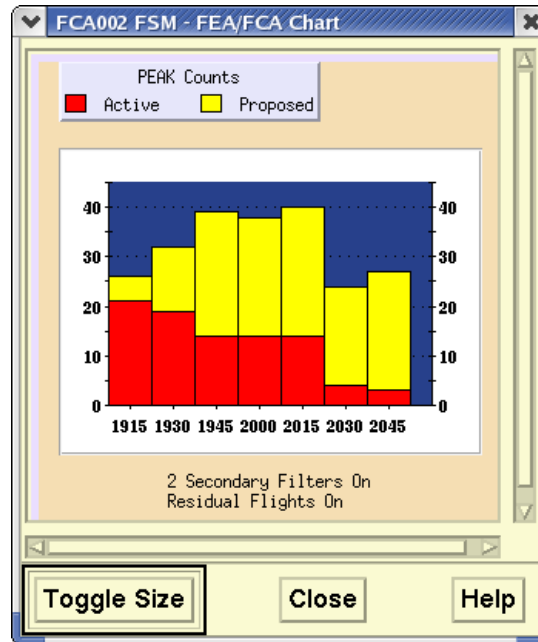 FCA002 FSM - FEA/FCA Chart
PEAK Counts
Active Proposed
40 40
30 30
20 20
10 10
0 0
1915 1930 1945 2000 2015 2030 2045
2 Secondary Filters On
Residual Flights On
Toggle Size Close Help